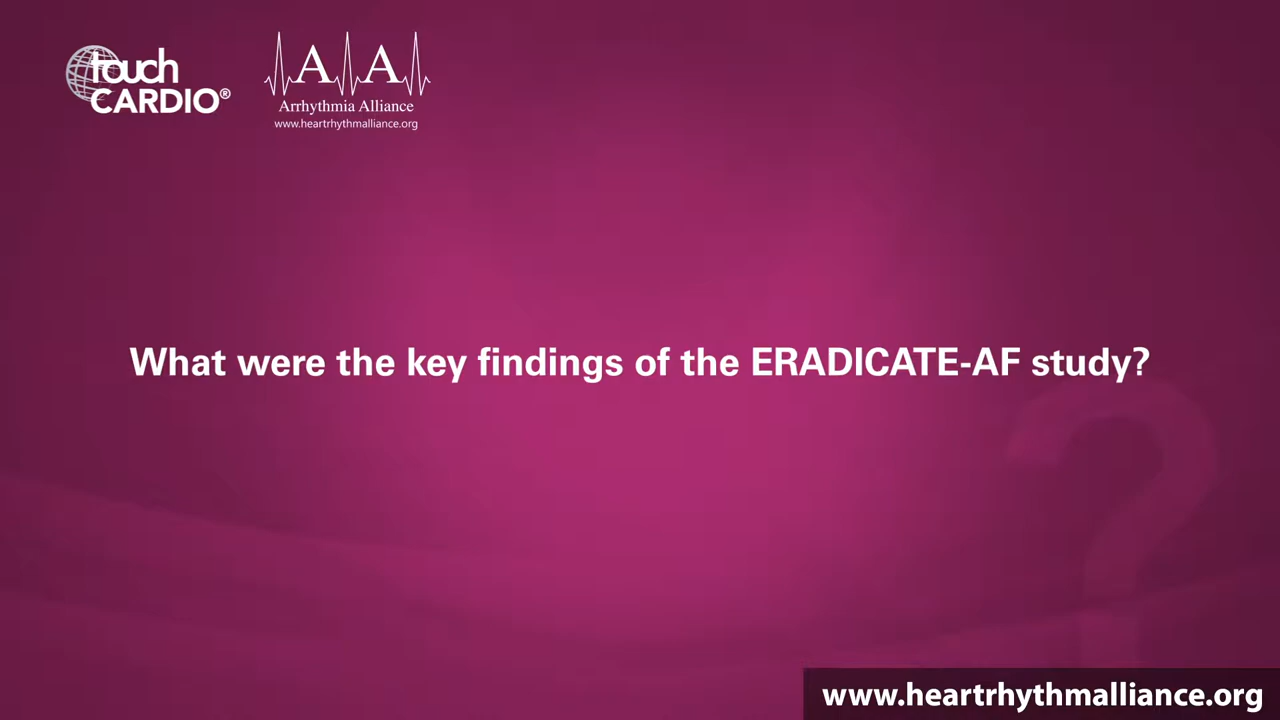 touch
CARDIO®
A A
Arrhythmia Alliance
www.heartrhythmalliance.org
What were the key findings of the ERADICATE-AF study?
www.heartrhythmalliance.org